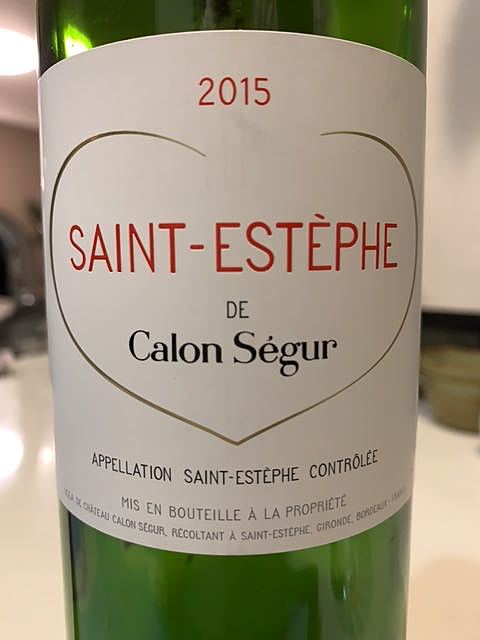 2015
SAINT-ESTÈPHE
DE
Calon Ségur
APPELLATION SAINT-ESTÈPHE CONTRÔLÉE
MIS EN BOUTEILLE À LA PROPRIÉTÉ
DE CHÂTEAU CALON SÉGUR, RÉCOLTANT À SAINT-ESTÈPHE, GIRONDE, BORDEAUX - FRANCE